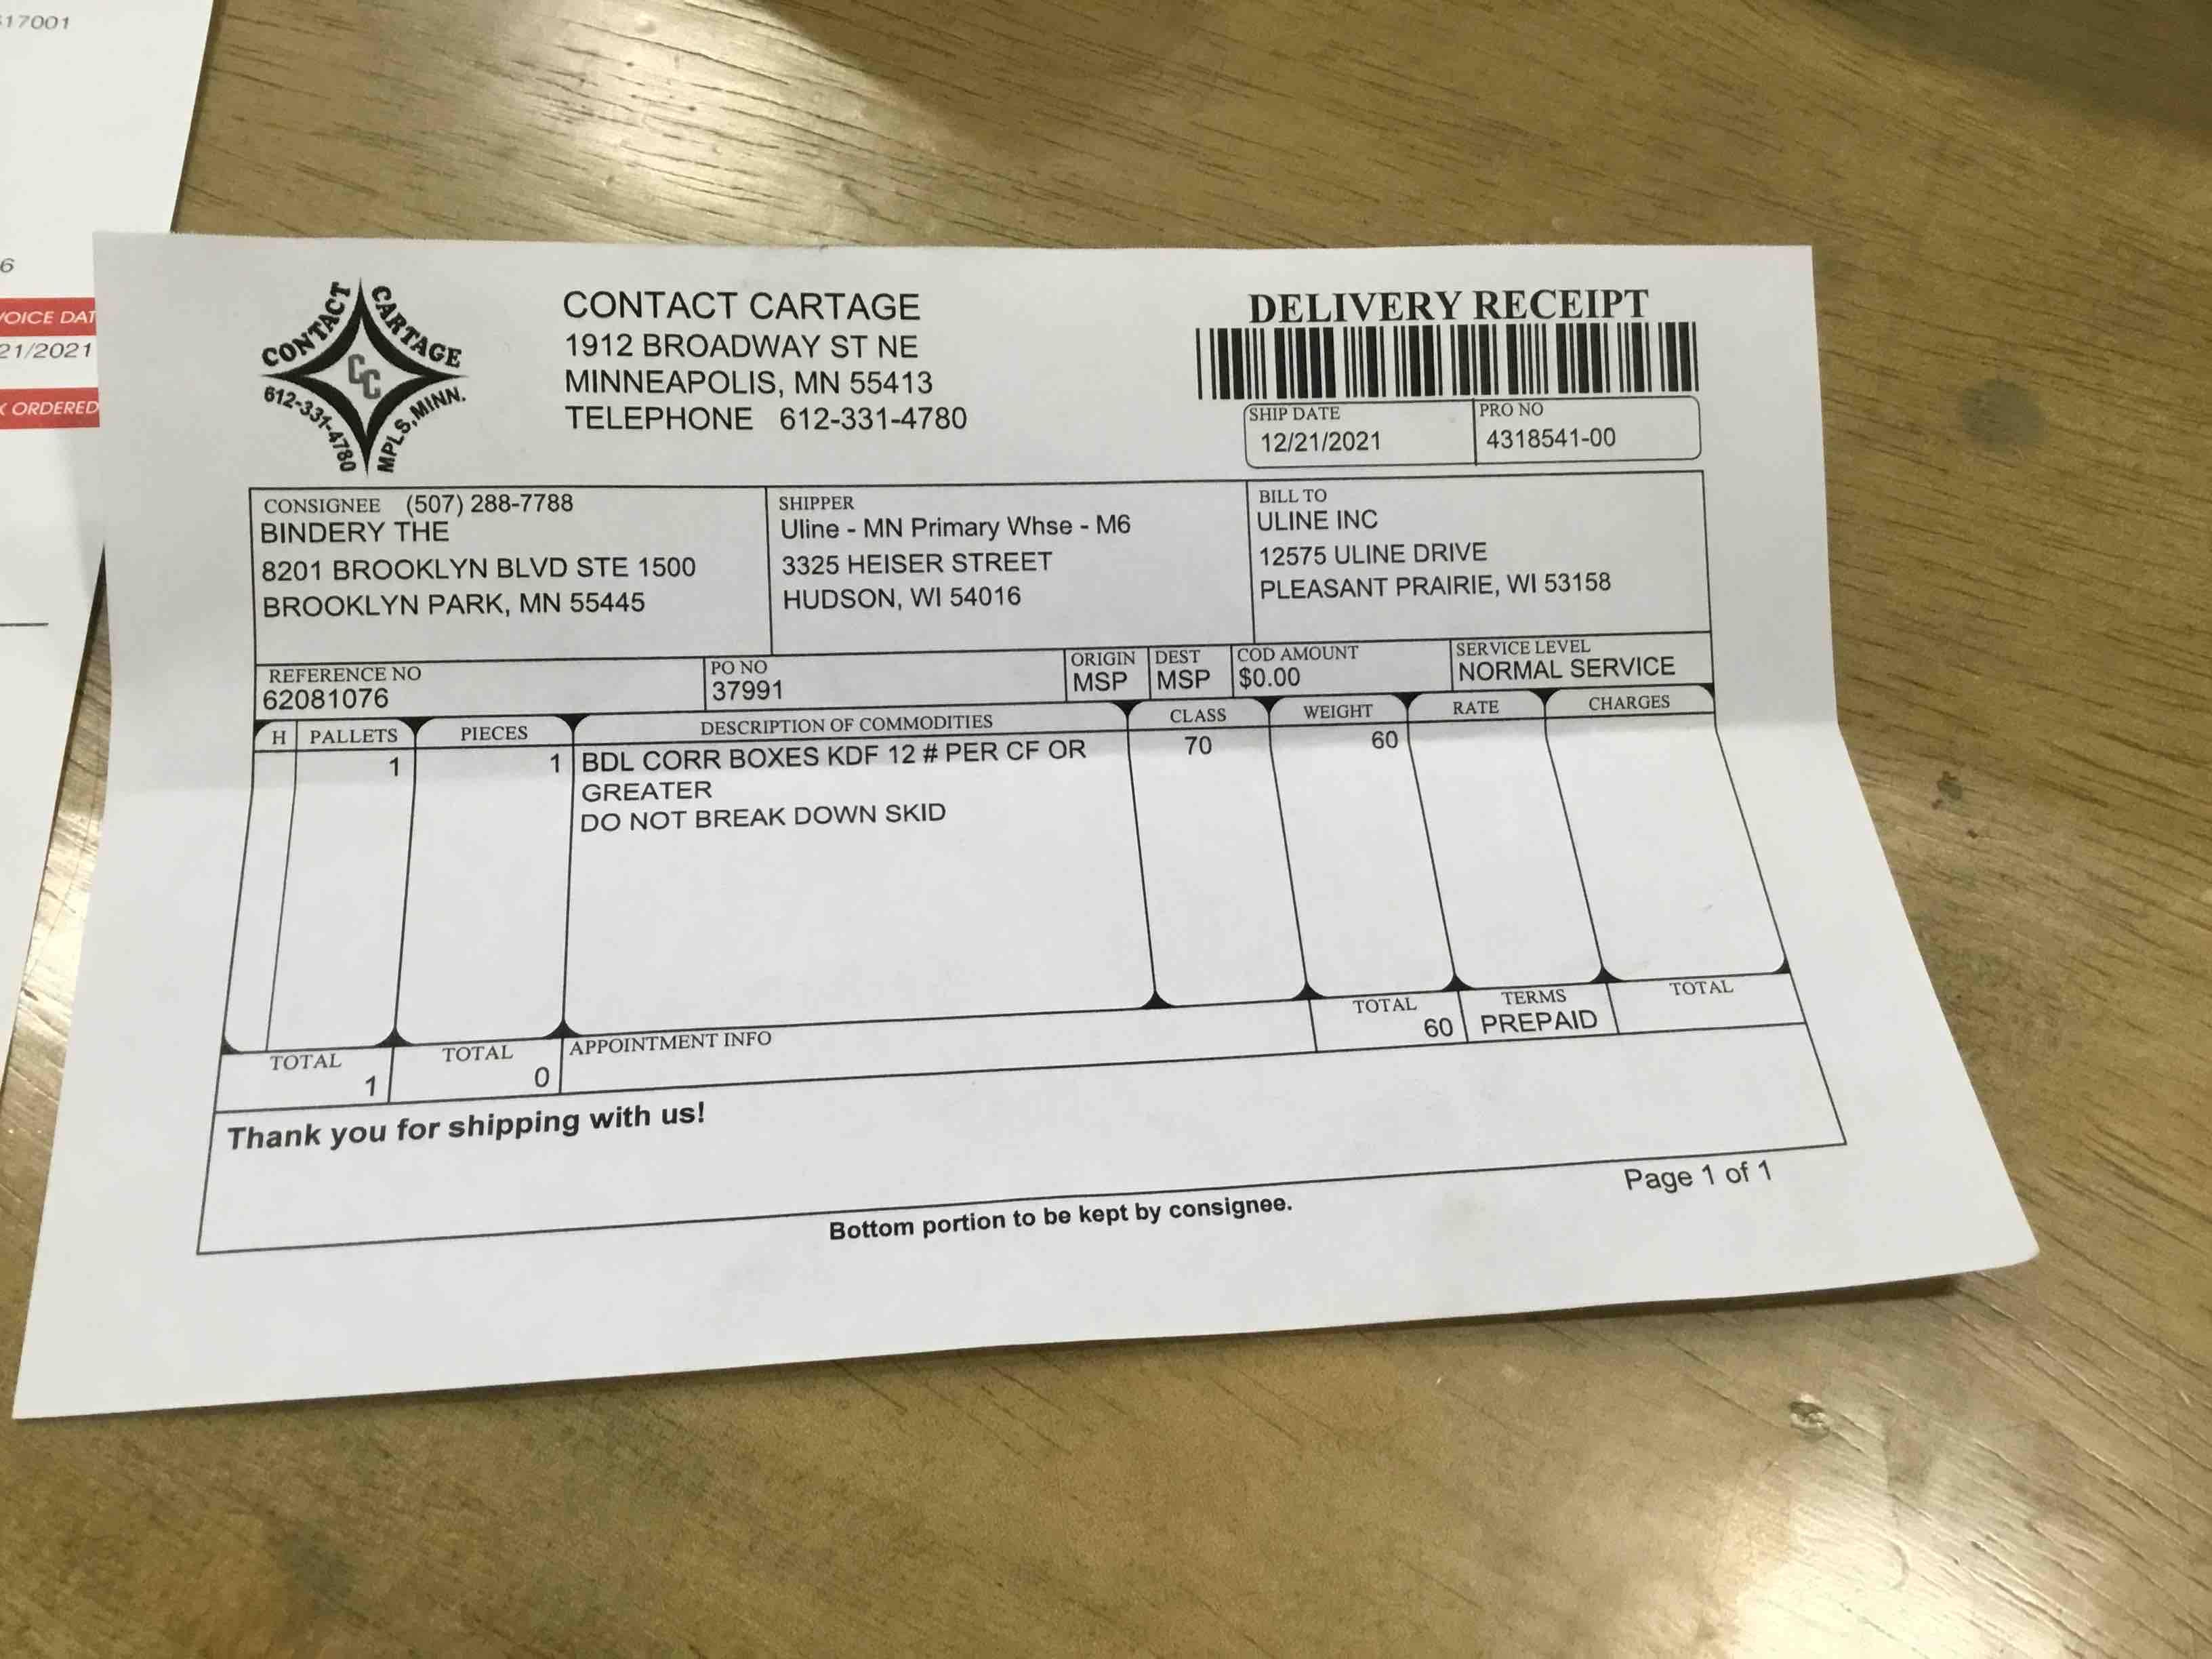 17001
6
OICE DAT
21/2021
ORDERED
CONTACT CARTAGE
CC
612-331-4780 MPLS, MINN.
CONTACT CARTAGE
1912 BROADWAY ST NE
MINNEAPOLIS, MN 55413
TELEPHONE 612-331-4780
DELIVERY RECEIPT
SHIP DATE PRO NO
12/21/2021 4318541-00
CONSIGNEE (507) 288-7788
BINDERY THE
8201 BROOKLYN BLVD STE 1500
BROOKLYN PARK, MN 55445
SHIPPER
Uline - MN Primary Whse - M6
3325 HEISER STREET
HUDSON, WI 54016
BILL TO
ULINE INC
12575 ULINE DRIVE
PLEASANT PRAIRIE, WI 53158
REFERENCE NO PO NO ORIGIN DEST COD AMOUNT SERVICE LEVEL
62081076 37991 MSP MSP $0.00 NORMAL SERVICE
H PALLETS PIECES DESCRIPTION OF COMMODITIES CLASS WEIGHT RATE CHARGES
1 1 BDL CORR BOXES KDF 12 # PER CF OR 70 60
GREATER
DO NOT BREAK DOWN SKID
TOTAL TOTAL APPOINTMENT INFO TOTAL TERMS TOTAL
1 0 60 PREPAID
Thank you for shipping with us!
Page 1 of 1
Bottom portion to be kept by consignee.